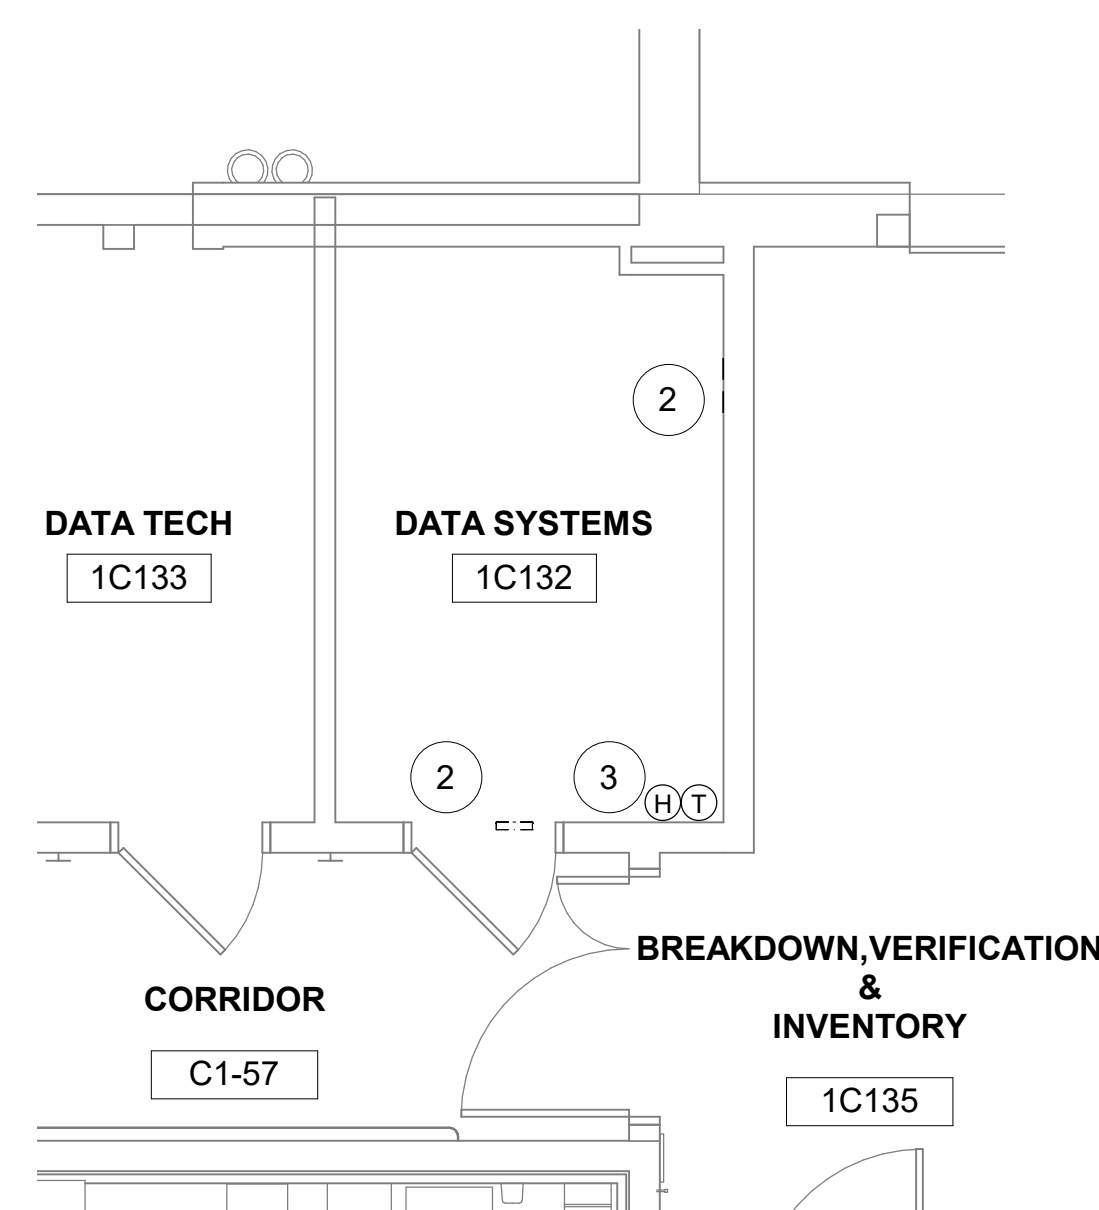 2
DATA TECH
1C133
DATA SYSTEMS
1C132
2
3
H T
BREAKDOWN,VERIFICATION
&
INVENTORY
1C135
CORRIDOR
C1-57